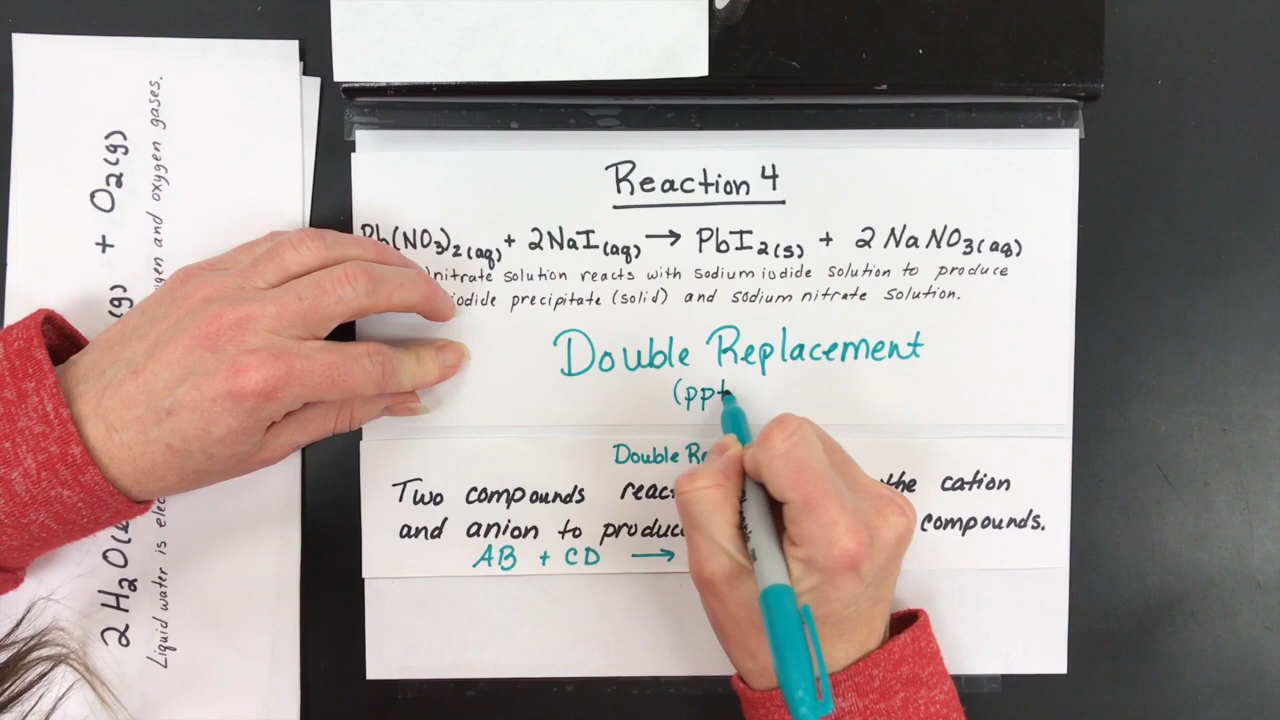 Reaction 4
Pb(NO3)2(aq) + 2NaI(aq) → PbI2(s) + 2NaNO3(aq)
nitrate solution reacts with sodium iodide solution to produce
iodide precipitate (solid) and sodium nitrate solution.
Double Replacement
(ppt
Double Re
Two compounds reac the cation
and anion to produc compounds.
AB + CD →
2H2O(ℓ (g) + O2(g)
Liquid water is elec gen and oxygen gases.